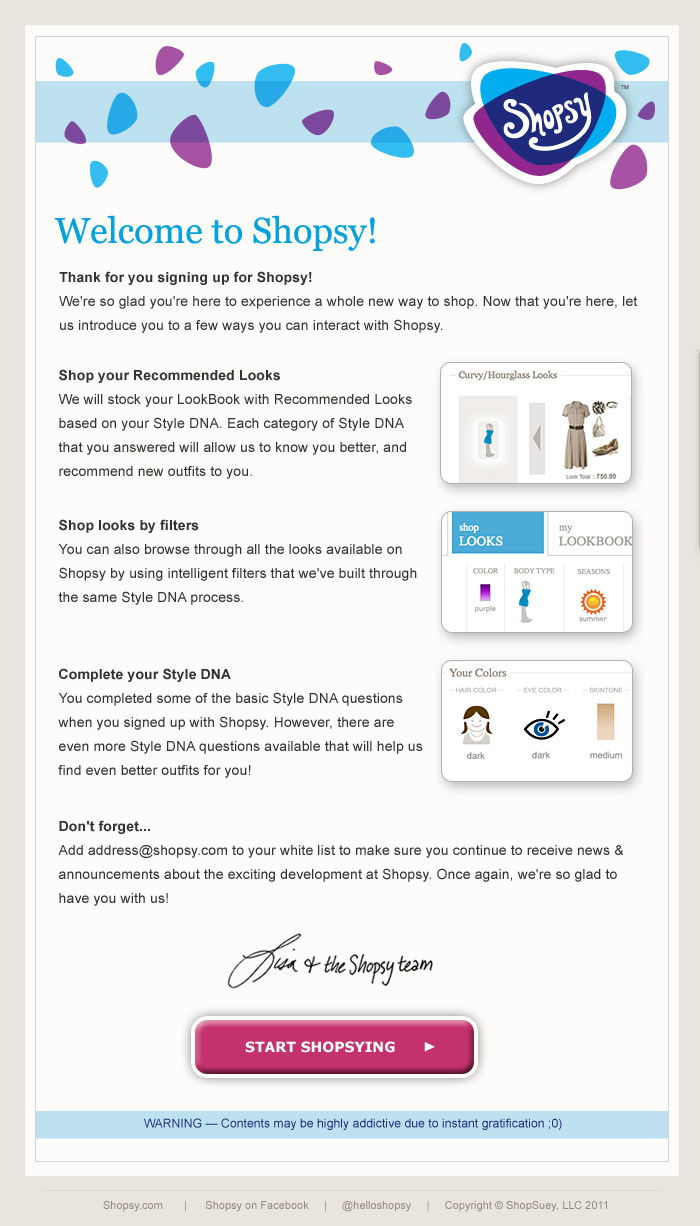 Shopsy
TM
Welcome to Shopsy!
Thank for you signing up for Shopsy!
We're so glad you're here to experience a whole new way to shop. Now that you're here, let
us introduce you to a few ways you can interact with Shopsy.
Shop your Recommended Looks
We will stock your LookBook with Recommended Looks
based on your Style DNA. Each category of Style DNA
that you answered will allow us to know you better, and
recommend new outfits to you.
Curvy/Hourglass Looks
Look Total :: 750.90
Shop looks by filters
You can also browse through all the looks available on
Shopsy by using intelligent filters that we've built through
the same Style DNA process.
shop
LOOKS
my
LOOKBOOK
COLOR BODY TYPE SEASONS
purple
summer
Complete your Style DNA
You completed some of the basic Style DNA questions
when you signed up with Shopsy. However, there are
even more Style DNA questions available that will help us
find even better outfits for you!
Your Colors
HAIR COLOR EYE COLOR SKINTONE
dark dark medium
Don't forget...
Add address@shopsy.com to your white list to make sure you continue to receive news &
announcements about the exciting development at Shopsy. Once again, we're so glad to
have you with us!
Lisa & the Shopsy team
START SHOPSYING
WARNING — Contents may be highly addictive due to instant gratification ;0)
Shopsy.com | Shopsy on Facebook | @helloshopsy | Copyright © ShopSuey, LLC 2011